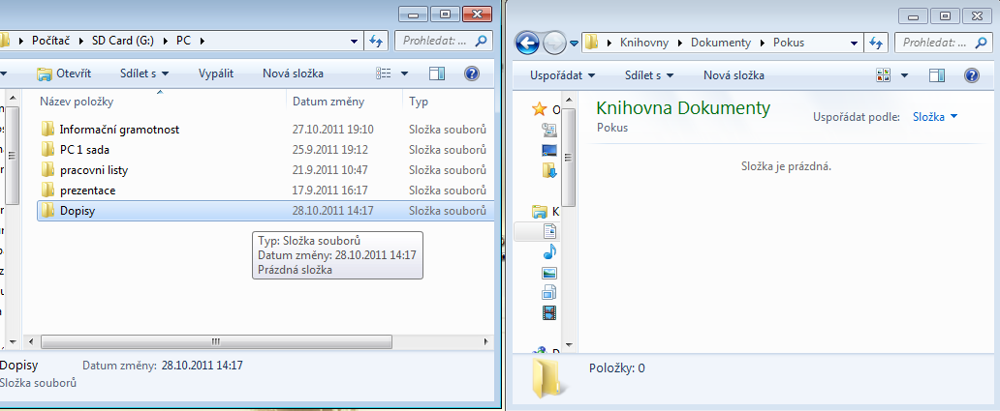 Počítač ▸ SD Card (G:) ▸ PC ▸
Prohledat: ...
Otevřít Sdílet s Vypálit Nová složka
Název položky Datum změny Typ
Informační gramotnost 27.10.2011 19:10 Složka souborů
PC 1 sada 25.9.2011 19:12 Složka souborů
pracovni listy 21.9.2011 10:47 Složka souborů
prezentace 17.9.2011 16:17 Složka souborů
Dopisy 28.10.2011 14:17 Složka souborů
Typ: Složka souborů
Datum změny: 28.10.2011 14:17
Prázdná složka
Dopisy Datum změny: 28.10.2011 14:17
Složka souborů
Knihovny ▸ Dokumenty ▸ Pokus
Prohledat: ...
Uspořádat Sdílet s Nová složka
Knihovna Dokumenty
Pokus
Uspořádat podle: Složka
Složka je prázdná.
O
K
Položky: 0